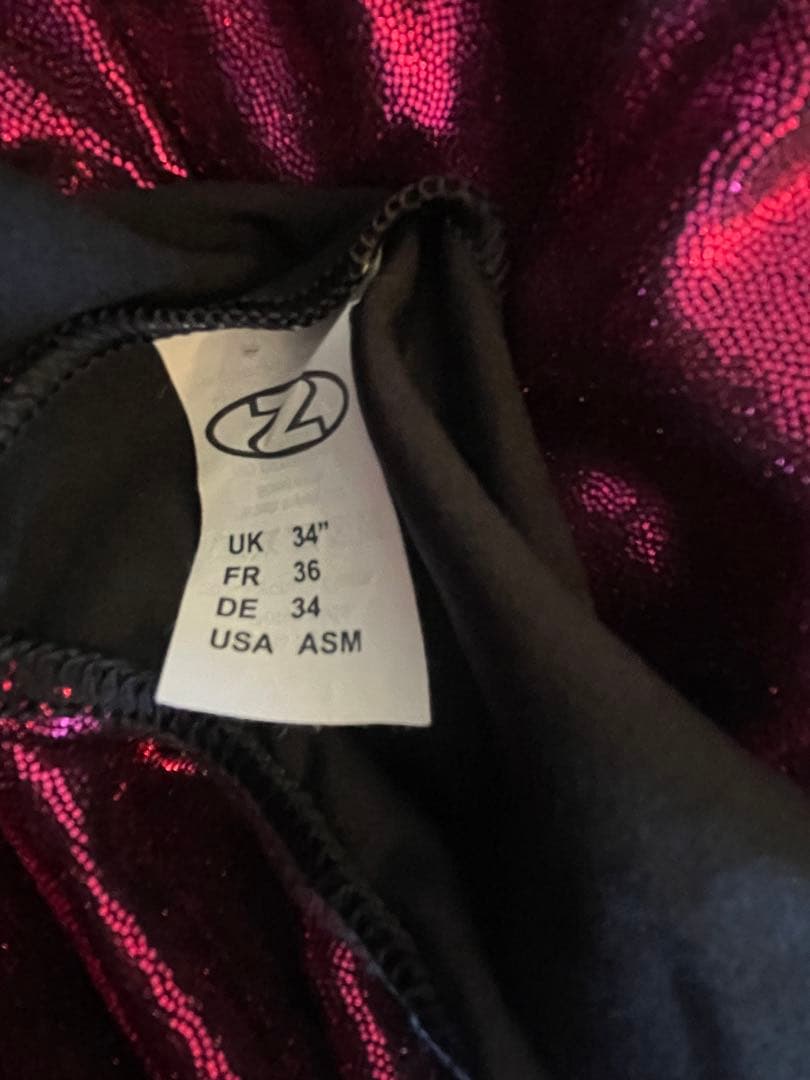 Z
UK 34”
FR 36
DE 34
USA ASM